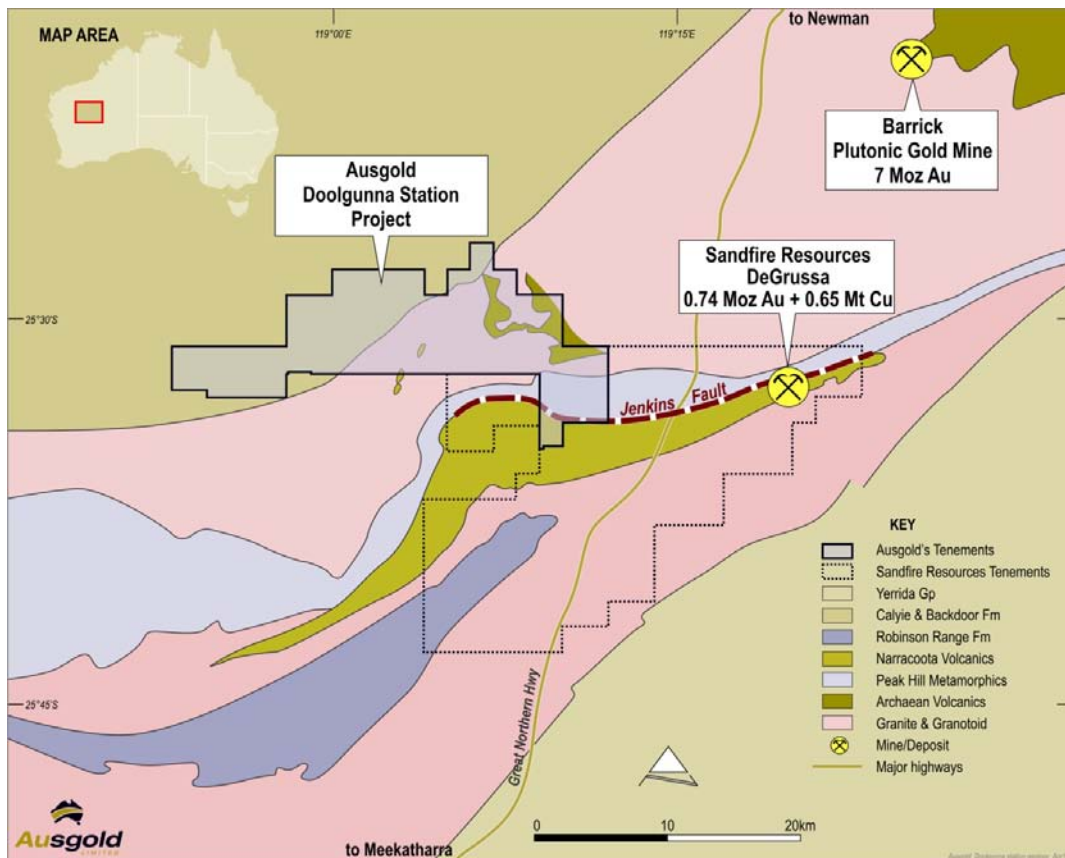 MAP AREA
119°00'E
119°15'E
to Newman
Barrick
Plutonic Gold Mine
7 Moz Au
Ausgold
Doolgunna Station
Project
Sandfire Resources
DeGrussa
0.74 Moz Au + 0.65 Mt Cu
25°30'S
Jenkins Fault
25°45'S
Great Northern Hwy
KEY
Ausgold's Tenements
Sandfire Resources Tenements
Yerrida Gp
Calyie & Backdoor Fm
Robinson Range Fm
Narracoota Volcanics
Peak Hill Metamorphics
Archaean Volcanics
Granite & Granotoid
Mine/Deposit
Major highways
Ausgold
LIMITED
to Meekatharra
0 10 20km